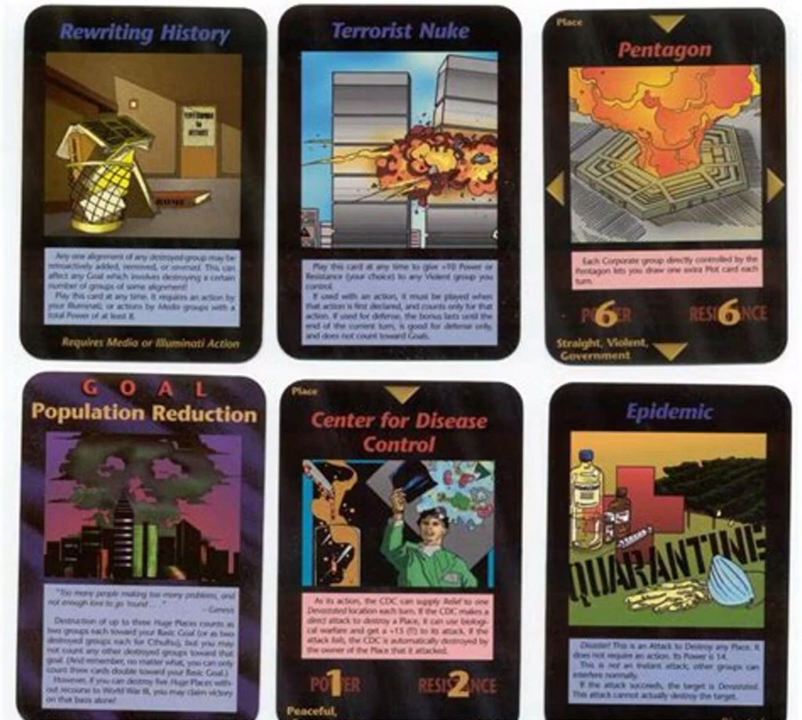 Rewriting History
Any one alignment of any destroyed group may be
retroactively added, removed, or reversed. This can
affect any Goal which involves destroying a certain
number of groups of some alignment!
Play this card at any time. It requires an action by
your Illuminati, or actions by Media groups with a
total Power of at least 8.
Requires Media or Illuminati Action
Terrorist Nuke
Play this card at any time to give +10 Power or
Resistance (your choice) to any Violent group you
control.
If used with an action, it must be played when
that action is first declared, and counts only for that
action. If used for defense, the bonus lasts until the
end of the current turn, is good for defense only,
and does not count toward Goals.
Place
Pentagon
Each Corporate group directly controlled by the
Pentagon lets you draw one extra Plot card each
turn.
POWER 6 RESISTANCE 6
Straight, Violent,
Government
GOAL
Population Reduction
"Too many people making too many problems, and
not enough love to go 'round . . ."
– Genesis
Destruction of up to three Huge Places counts as
two groups each toward your Basic Goal (or as two
destroyed groups each for Cthulhu), but you may
not count any other destroyed groups toward that
goal. (And remember, no matter what, you can only
count three cards double toward your Basic Goal.)
However, if you can destroy five Huge Places with-
out recourse to World War III, you may claim victory
on that basis alone!
Place
Center for Disease
Control
As its action, the CDC can supply Relief to one
Devastated location each turn. If the CDC makes a
direct attack to destroy a Place, it can use biologi-
cal warfare and get a +15 (!!) to its attack. If the
attack fails, the CDC is automatically destroyed by
the owner of the Place that it attacked.
POWER 1 RESISTANCE 2
Peaceful,
Epidemic
QUARANTINE
Disaster! This is an Attack to Destroy any Place. It
does not require an action. Its Power is 14.
This is not an Instant attack; other groups can
interfere normally.
If the attack succeeds, the target is Devastated.
This attack cannot actually destroy the target.